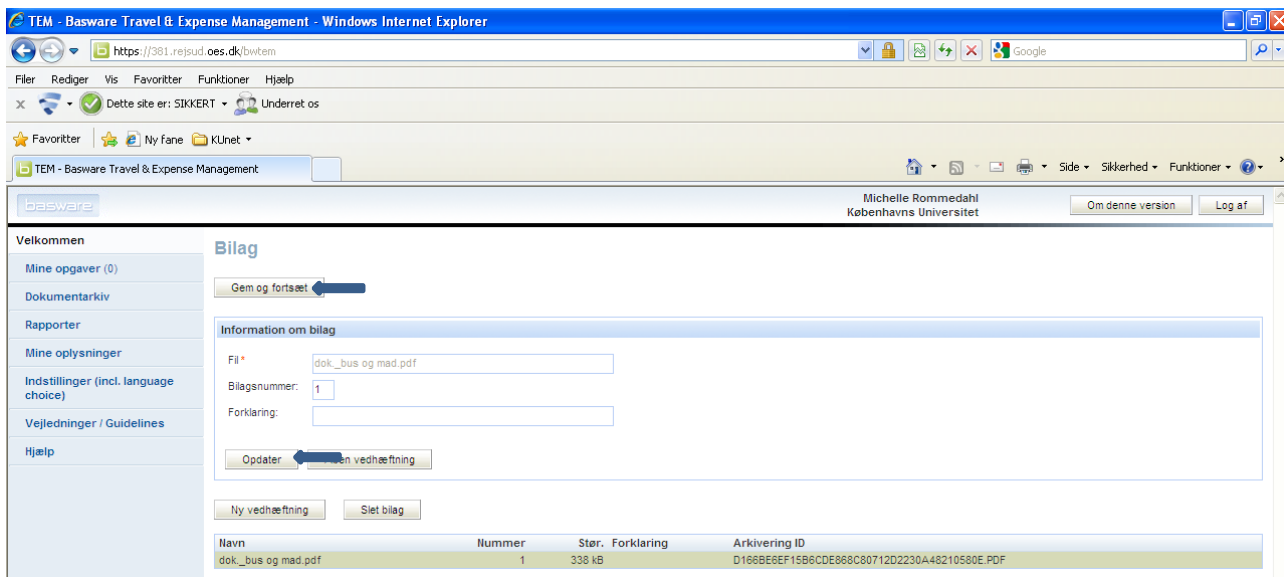 TEM - Basware Travel & Expense Management - Windows Internet Explorer
https://381.rejsud.oes.dk/bwtem
Google
Filer Rediger Vis Favoritter Funktioner Hjælp
x Dette site er: SIKKERT Underret os
Favoritter Ny fane KUnet
TEM - Basware Travel & Expense Management
Side Sikkerhed Funktioner
basware
Michelle Rommedahl
Københavns Universitet
Om denne version Log af
Velkommen
Mine opgaver (0)
Dokumentarkiv
Rapporter
Mine oplysninger
Indstillinger (incl. language
choice)
Vejledninger / Guidelines
Hjælp
Bilag
Gem og fortsæt
Information om bilag
Fil* dok._bus og mad.pdf
Bilagsnummer: 1
Forklaring:
Opdater vedhæftning
Ny vedhæftning Slet bilag
Navn Nummer Stør. Forklaring Arkivering ID
dok._bus og mad.pdf 1 338 kB D166BE6EF15B6CDE868C80712D2230A48210580E.PDF